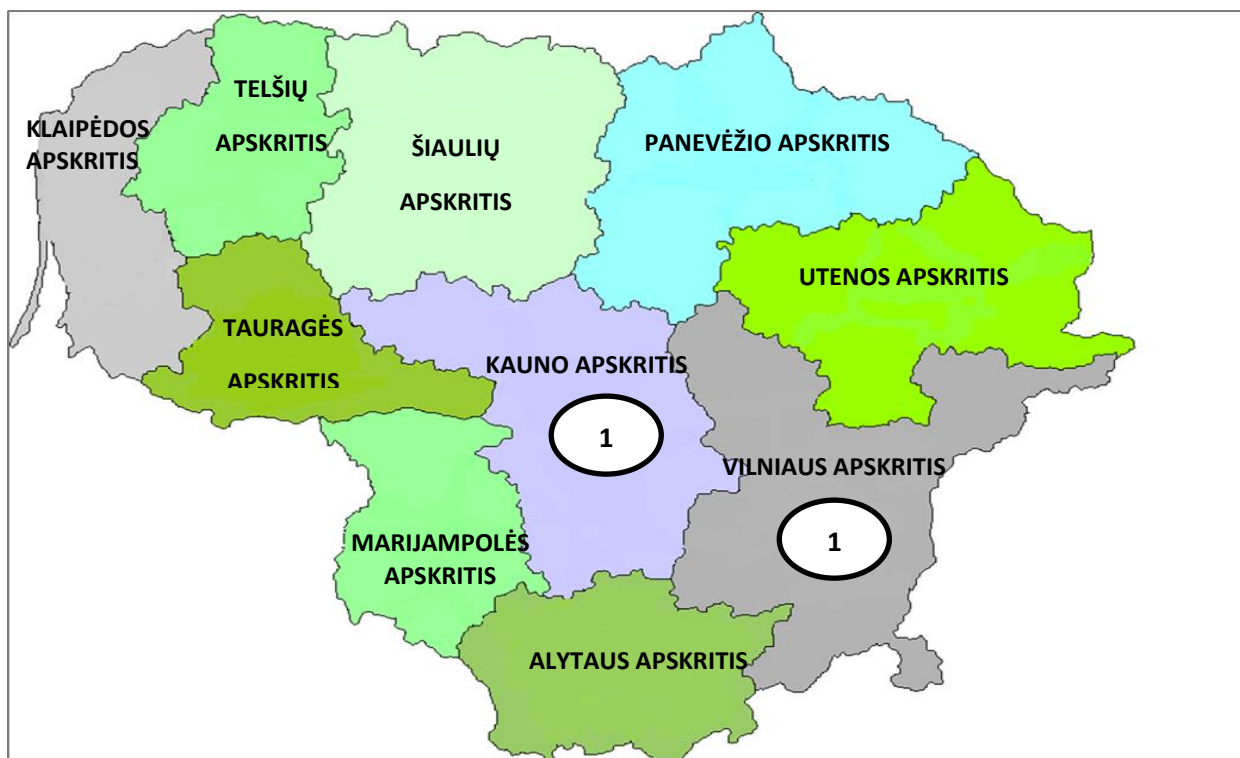 TELŠIŲ
APSKRITIS
KLAIPĖDOS
APSKRITIS
ŠIAULIŲ
APSKRITIS
PANEVĖŽIO APSKRITIS
UTENOS APSKRITIS
TAURAGĖS
APSKRITIS
KAUNO APSKRITIS
1
VILNIAUS APSKRITIS
1
MARIJAMPOLĖS
APSKRITIS
ALYTAUS APSKRITIS